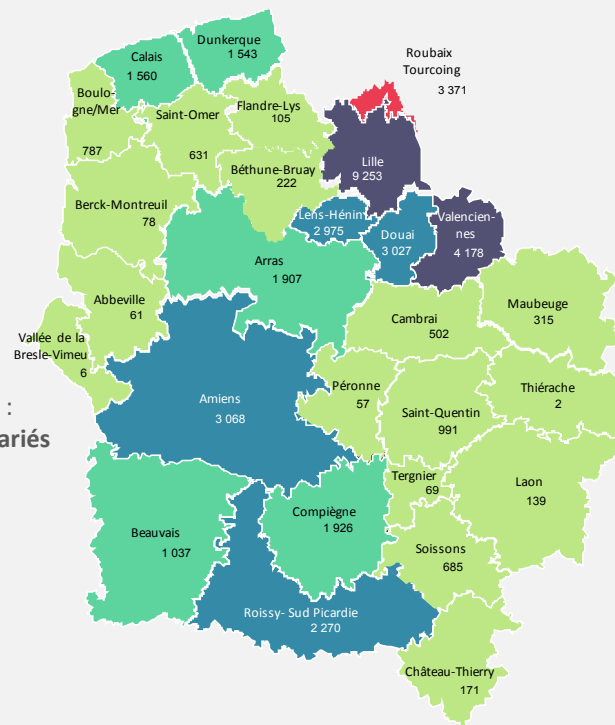 Dunkerque
1 543
Calais
1 560
Roubaix
Tourcoing
3 371
Boulo-
gne/Mer
787
Saint-Omer
631
Flandre-Lys
105
Lille
9 253
Béthune-Bruay
222
Berck-Montreuil
78
Lens-Hénin
2 975
Douai
3 027
Valencien-
nes
4 178
Arras
1 907
Abbeville
61
Cambrai
502
Maubeuge
315
Vallée de la
Bresle-Vimeu
6
Amiens
3 068
Péronne
57
Saint-Quentin
991
Thiérache
2
:
ariés
Tergnier
69
Laon
139
Beauvais
1 037
Compiègne
1 926
Soissons
685
Roissy- Sud Picardie
2 270
Château-Thierry
171